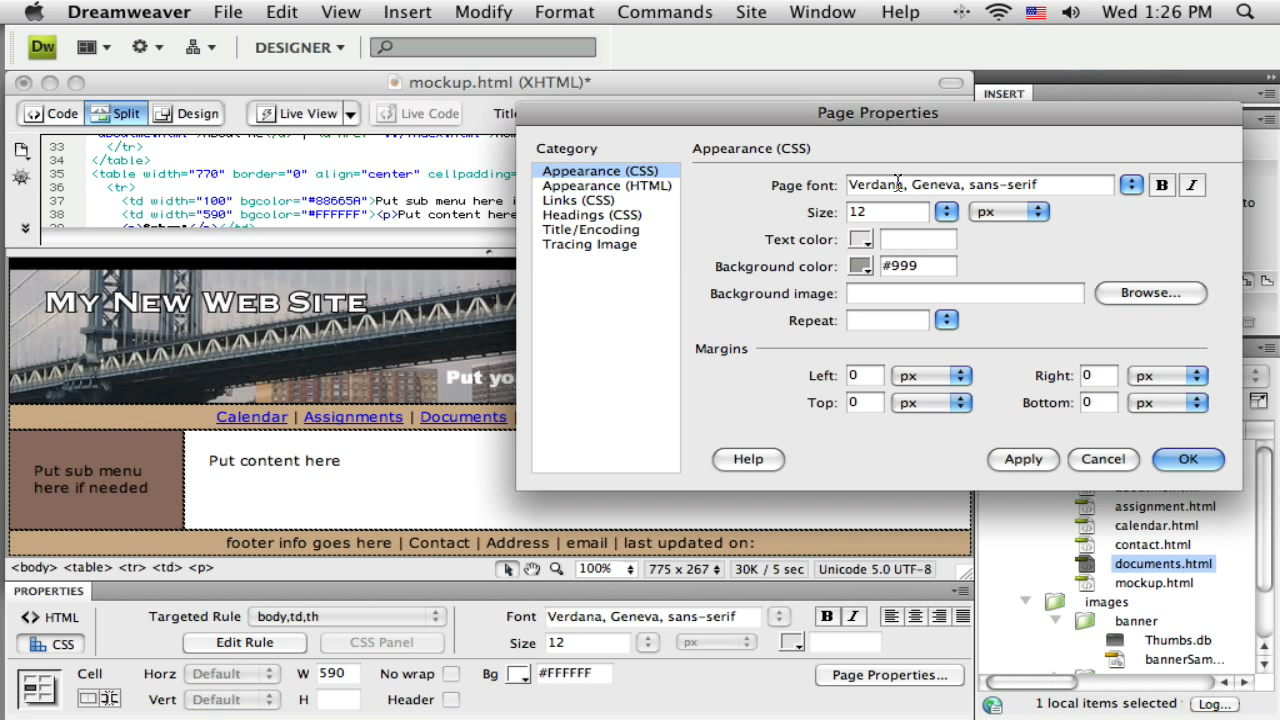 Dreamweaver File Edit View Insert Modify Format Commands Site Window Help Wed 1:26 PM
Dw DESIGNER
mockup.html (XHTML)*
Code Split Design Live View Live Code
33 </tr>
34 </table>
35 <table width="770" border="0" align="center" cellpadding
36 <tr>
37 <td width="100" bgcolor="#88665A">Put sub menu here i
38 <td width="590" bgcolor="#FFFFFF"><p>Put content here
My New Web Site
Put yo
Calendar | Assignments | Documents |
Put sub menu
here if needed
Put content here
footer info goes here | Contact | Address | email | last updated on:
<body> <table> <tr> <td> <p> 100% 775 x 267 30K / 5 sec Unicode 5.0 UTF-8
Page Properties
Category
Appearance (CSS)
Appearance (HTML)
Links (CSS)
Headings (CSS)
Title/Encoding
Tracing Image
Appearance (CSS)
Page font: Verdana, Geneva, sans-serif B I
Size: 12 px
Text color:
Background color: #999
Background image: Browse...
Repeat:
Margins
Left: 0 px Right: 0 px
Top: 0 px Bottom: 0 px
Help Apply Cancel OK
INSERT
to
assignment.html
calendar.html
contact.html
documents.html
mockup.html
images
banner
Thumbs.db
bannerSam...
1 local items selected Log...
PROPERTIES
HTML Targeted Rule body,td,th Font Verdana, Geneva, sans-serif B I
CSS Edit Rule CSS Panel Size 12 px
Cell Horz Default W 590 No wrap Bg #FFFFFF Page Properties...
Vert Default H Header